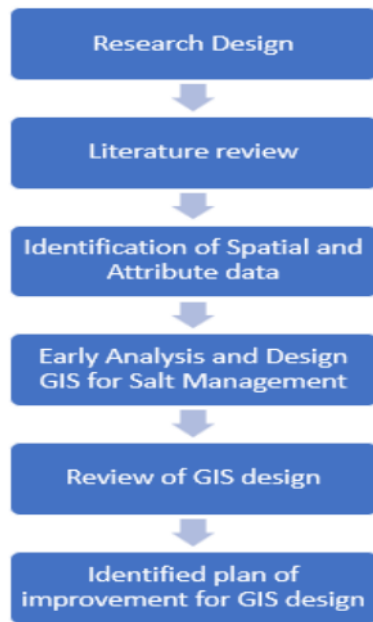 Research Design
Literature review
Identification of Spatial and
Attribute data
Early Analysis and Design
GIS for Salt Management
Review of GIS design
Identified plan of
improvement for GIS design